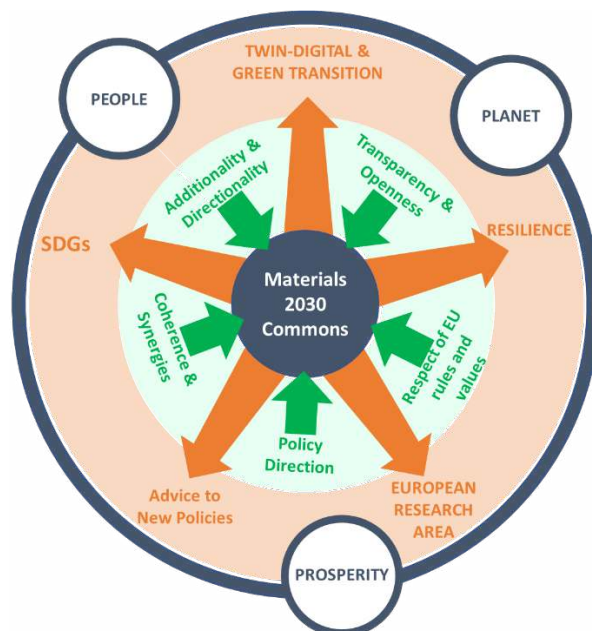 TWIN-DIGITAL &
GREEN TRANSITION
PEOPLE
PLANET
Additionality &
Directionality
Transparency &
Openness
SDGs
RESILIENCE
Materials
2030
Commons
Coherence &
Synergies
Respect of EU
rules and
values
Policy
Direction
Advice to
New Policies
EUROPEAN
RESEARCH
AREA
PROSPERITY